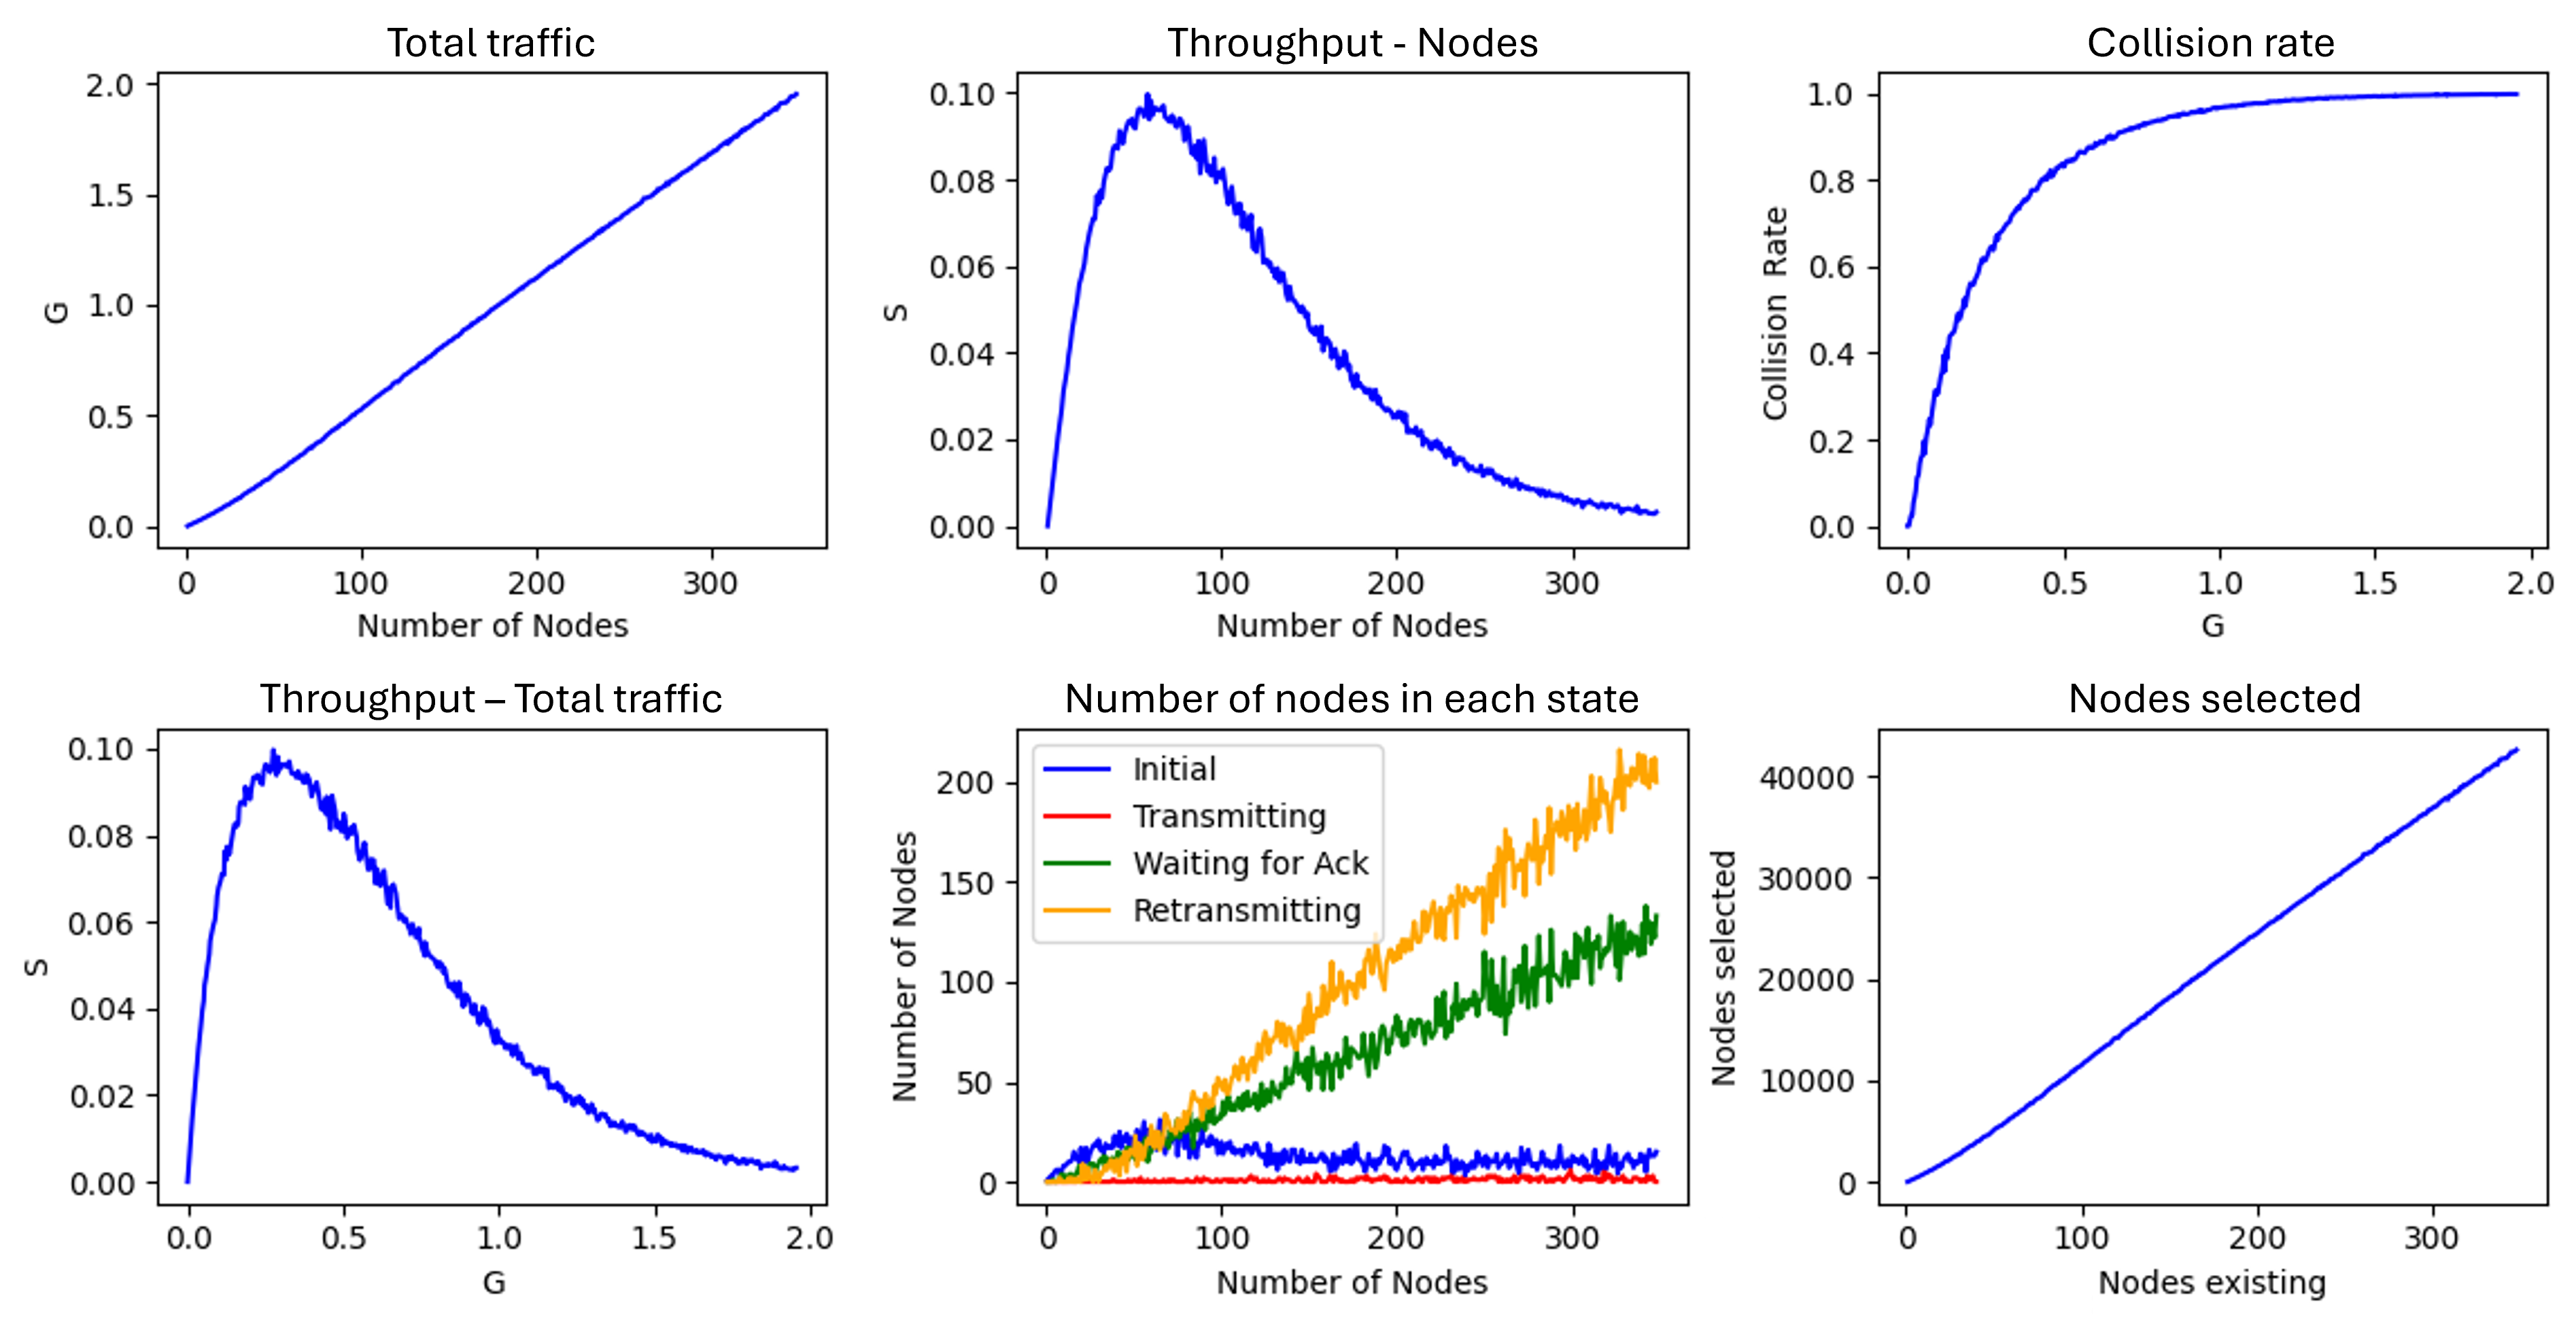 Total traffic
2.0
1.5
1.0
0.5
0.0
G
0 100 200 300
Number of Nodes
Throughput - Nodes
0.10
0.08
0.06
0.04
0.02
0.00
S
0 100 200 300
Number of Nodes
Collision rate
1.0
0.8
0.6
0.4
0.2
0.0
Collision Rate
0.0 0.5 1.0 1.5 2.0
G
Throughput – Total traffic
0.10
0.08
0.06
0.04
0.02
0.00
S
0.0 0.5 1.0 1.5 2.0
G
Number of nodes in each state
Initial
Transmitting
Waiting for Ack
Retransmitting
200
150
100
50
0
Number of Nodes
0 100 200 300
Number of Nodes
Nodes selected
40000
30000
20000
10000
0
Nodes selected
0 100 200 300
Nodes existing